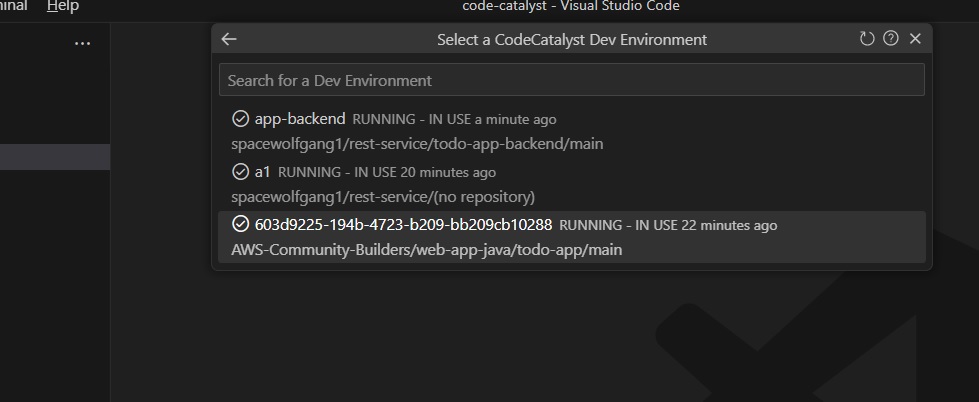 Help
code-catalyst - Visual Studio Code
Select a CodeCatalyst Dev Environment
Search for a Dev Environment
app-backend RUNNING - IN USE a minute ago
spacewolfgang1/rest-service/todo-app-backend/main
a1 RUNNING - IN USE 20 minutes ago
spacewolfgang1/rest-service/(no repository)
603d9225-194b-4723-b209-bb209cb10288 RUNNING - IN USE 22 minutes ago
AWS-Community-Builders/web-app-java/todo-app/main